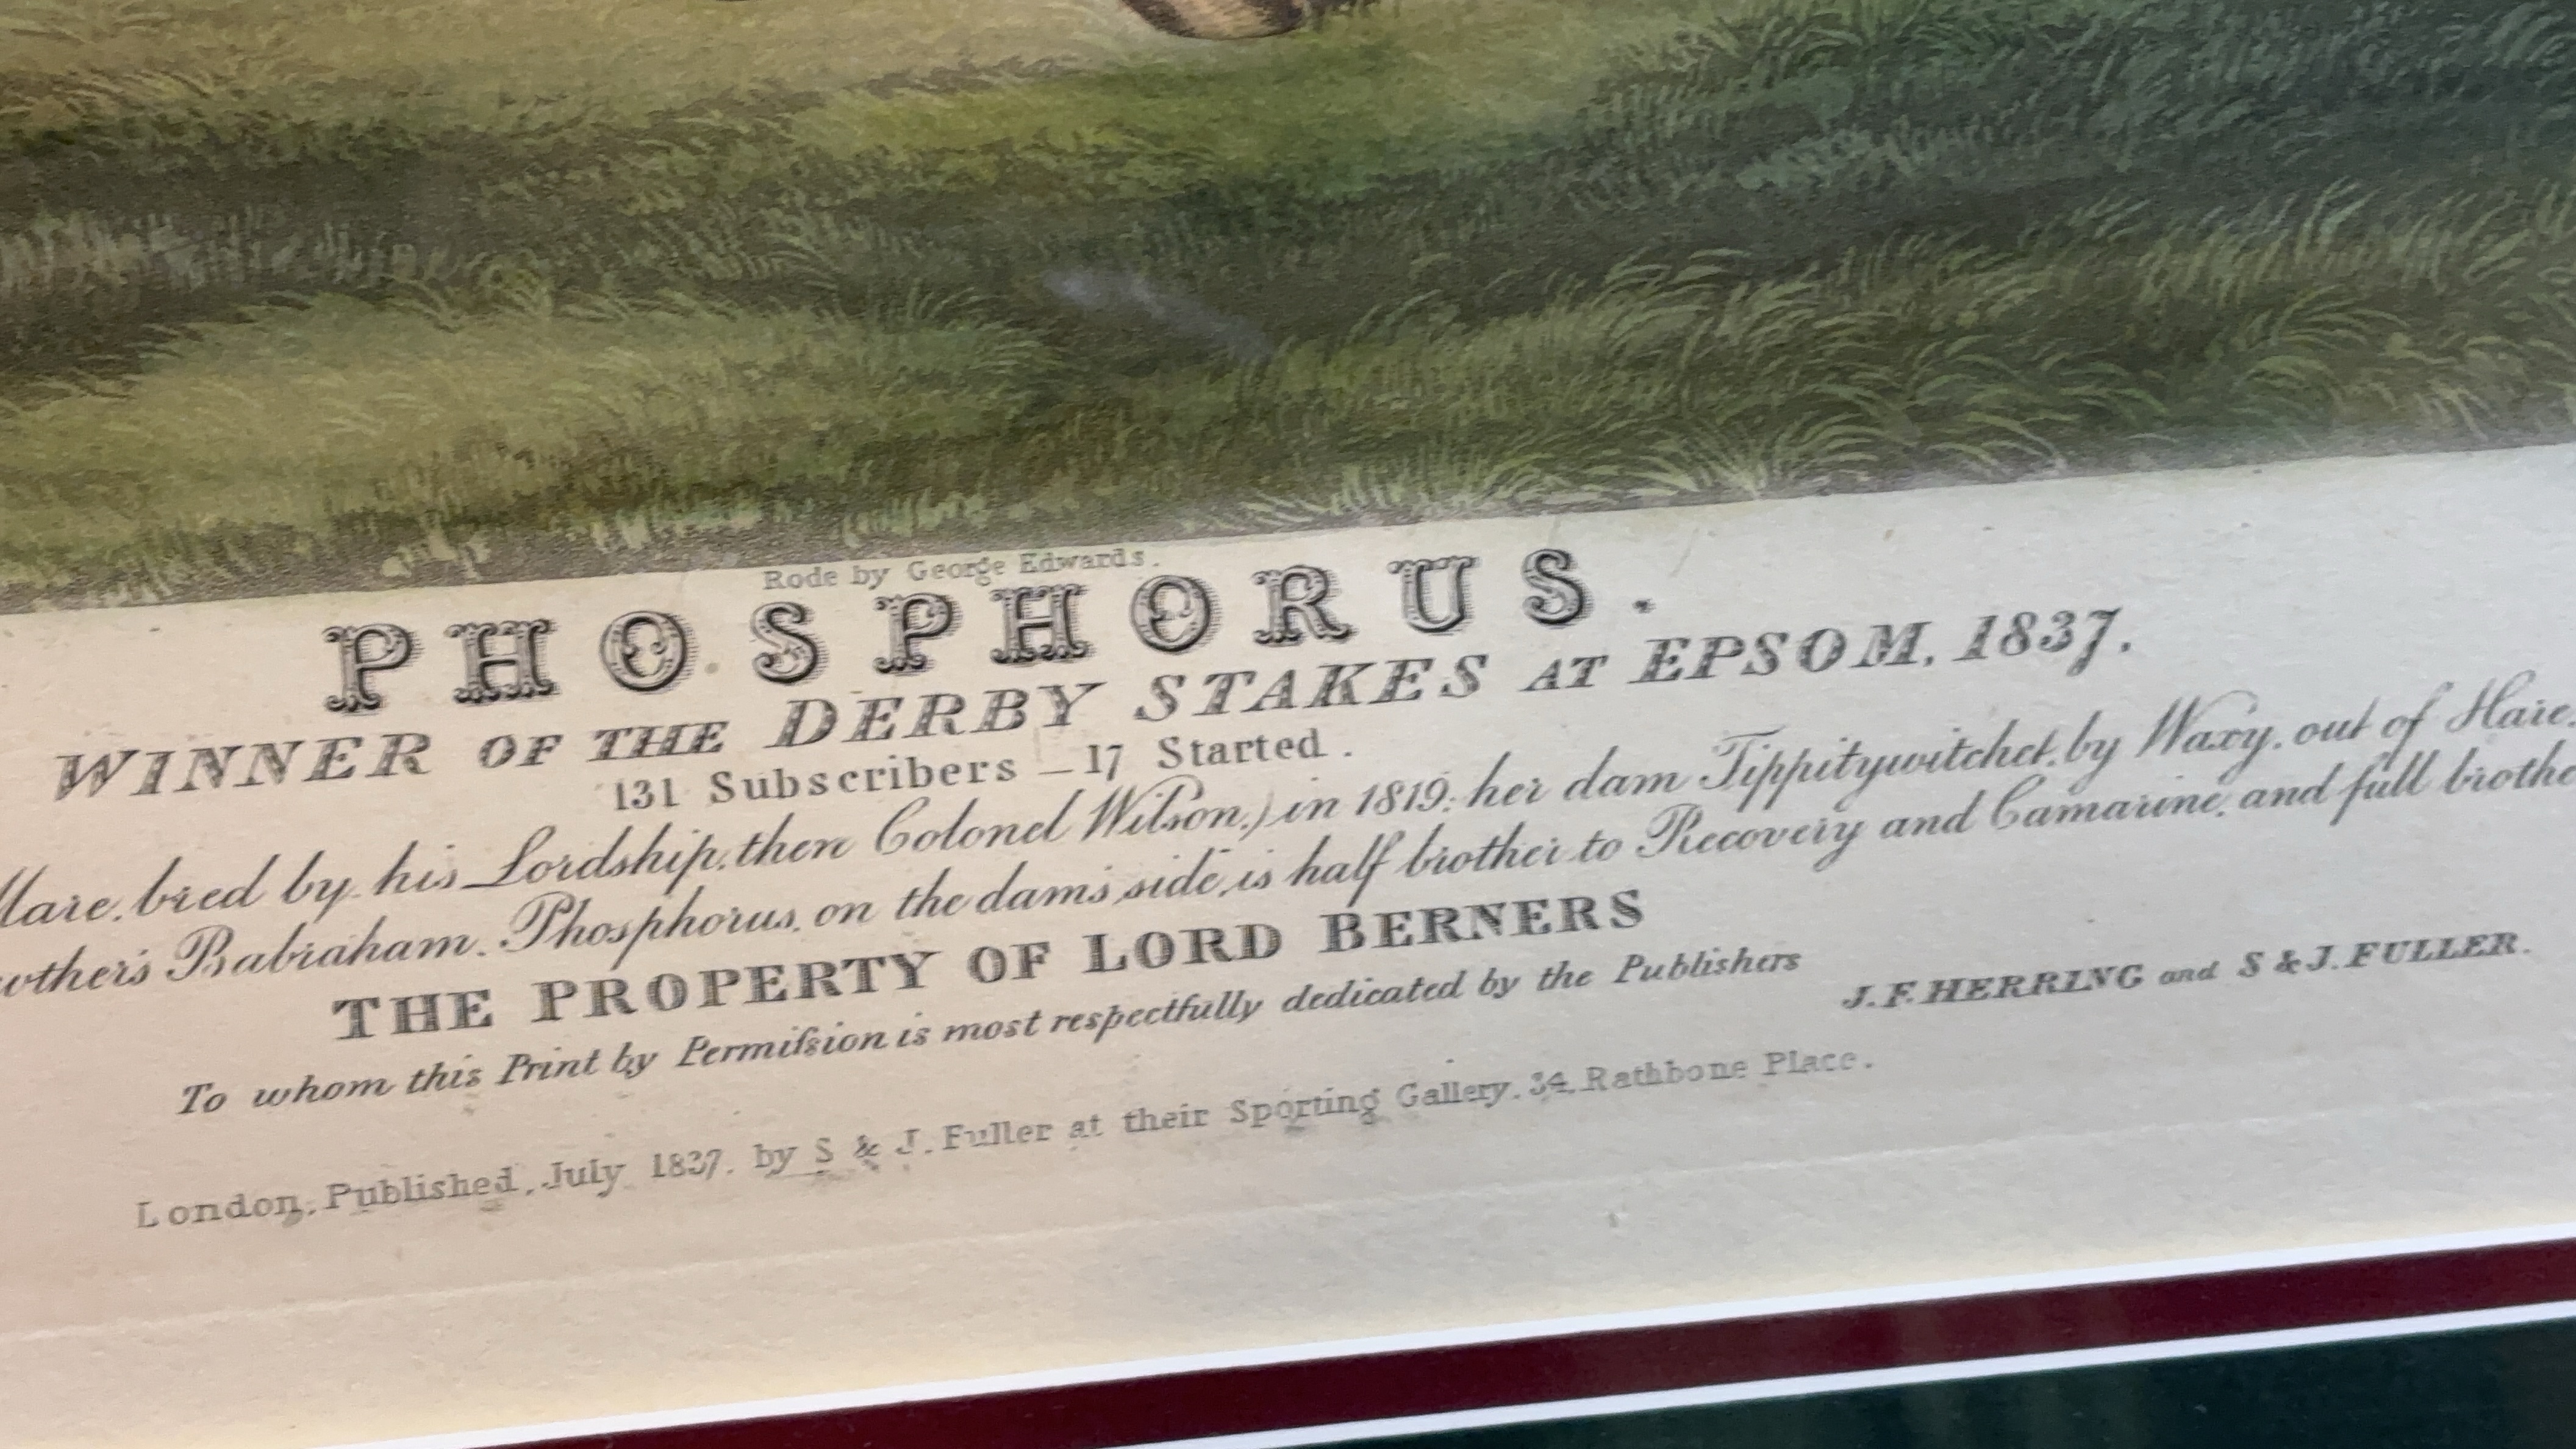 Rode by George Edwards.
PHOSPHORUS.
WINNER OF THE DERBY STAKES AT EPSOM, 1837.
131 Subscribers – 17 Started.
Mare, bred by his Lordship, then Colonel Wilson,) in 1819; her dam Tippitywitchet, by Waxy, out of Hare,
Babraham. Phosphorus, on the dam's side, is half brother to Recovery and Camarine, and full
THE PROPERTY OF LORD BERNERS
To whom this Print by Permiſsion is most respectfully dedicated by the Publishers
J. F. HERRING and S & J. FULLER.
London, Published, July 1837, by S & J. Fuller at their Sporting Gallery, 34, Rathbone Place.